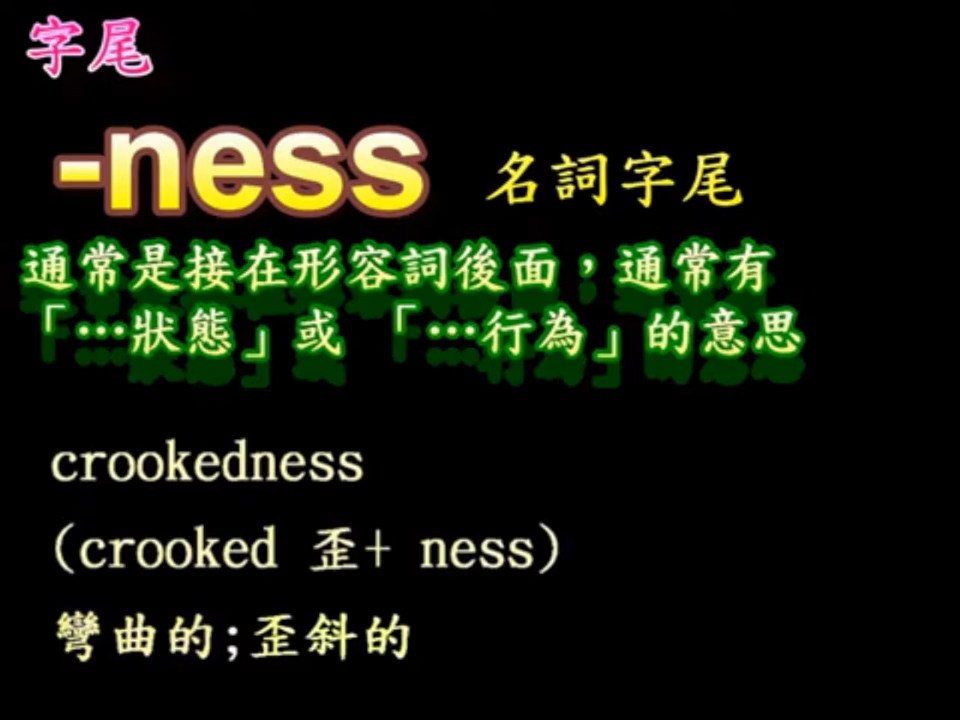 字尾
-ness 名詞字尾
通常是接在形容詞後面，通常有
「…狀態」或 「…行為」的意思
crookedness
(crooked 歪+ ness)
彎曲的;歪斜的